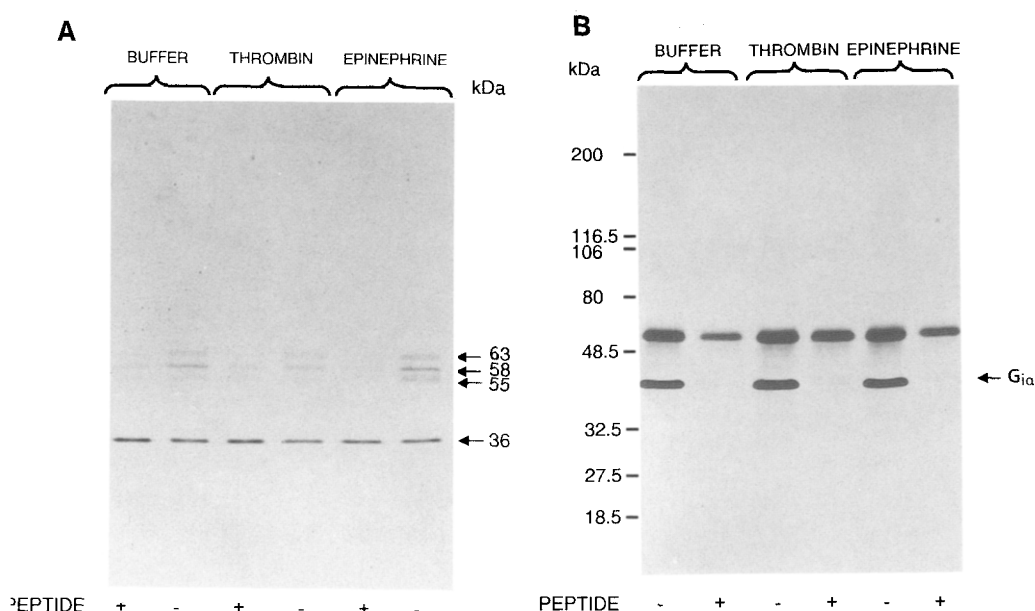 A
BUFFER THROMBIN EPINEPHRINE
kDa
63
58
55
36
PEPTIDE + - + - + -
B
BUFFER THROMBIN EPINEPHRINE
kDa
200
116.5
106
80
48.5
Giα
32.5
27.5
18.5
PEPTIDE - + - + - +